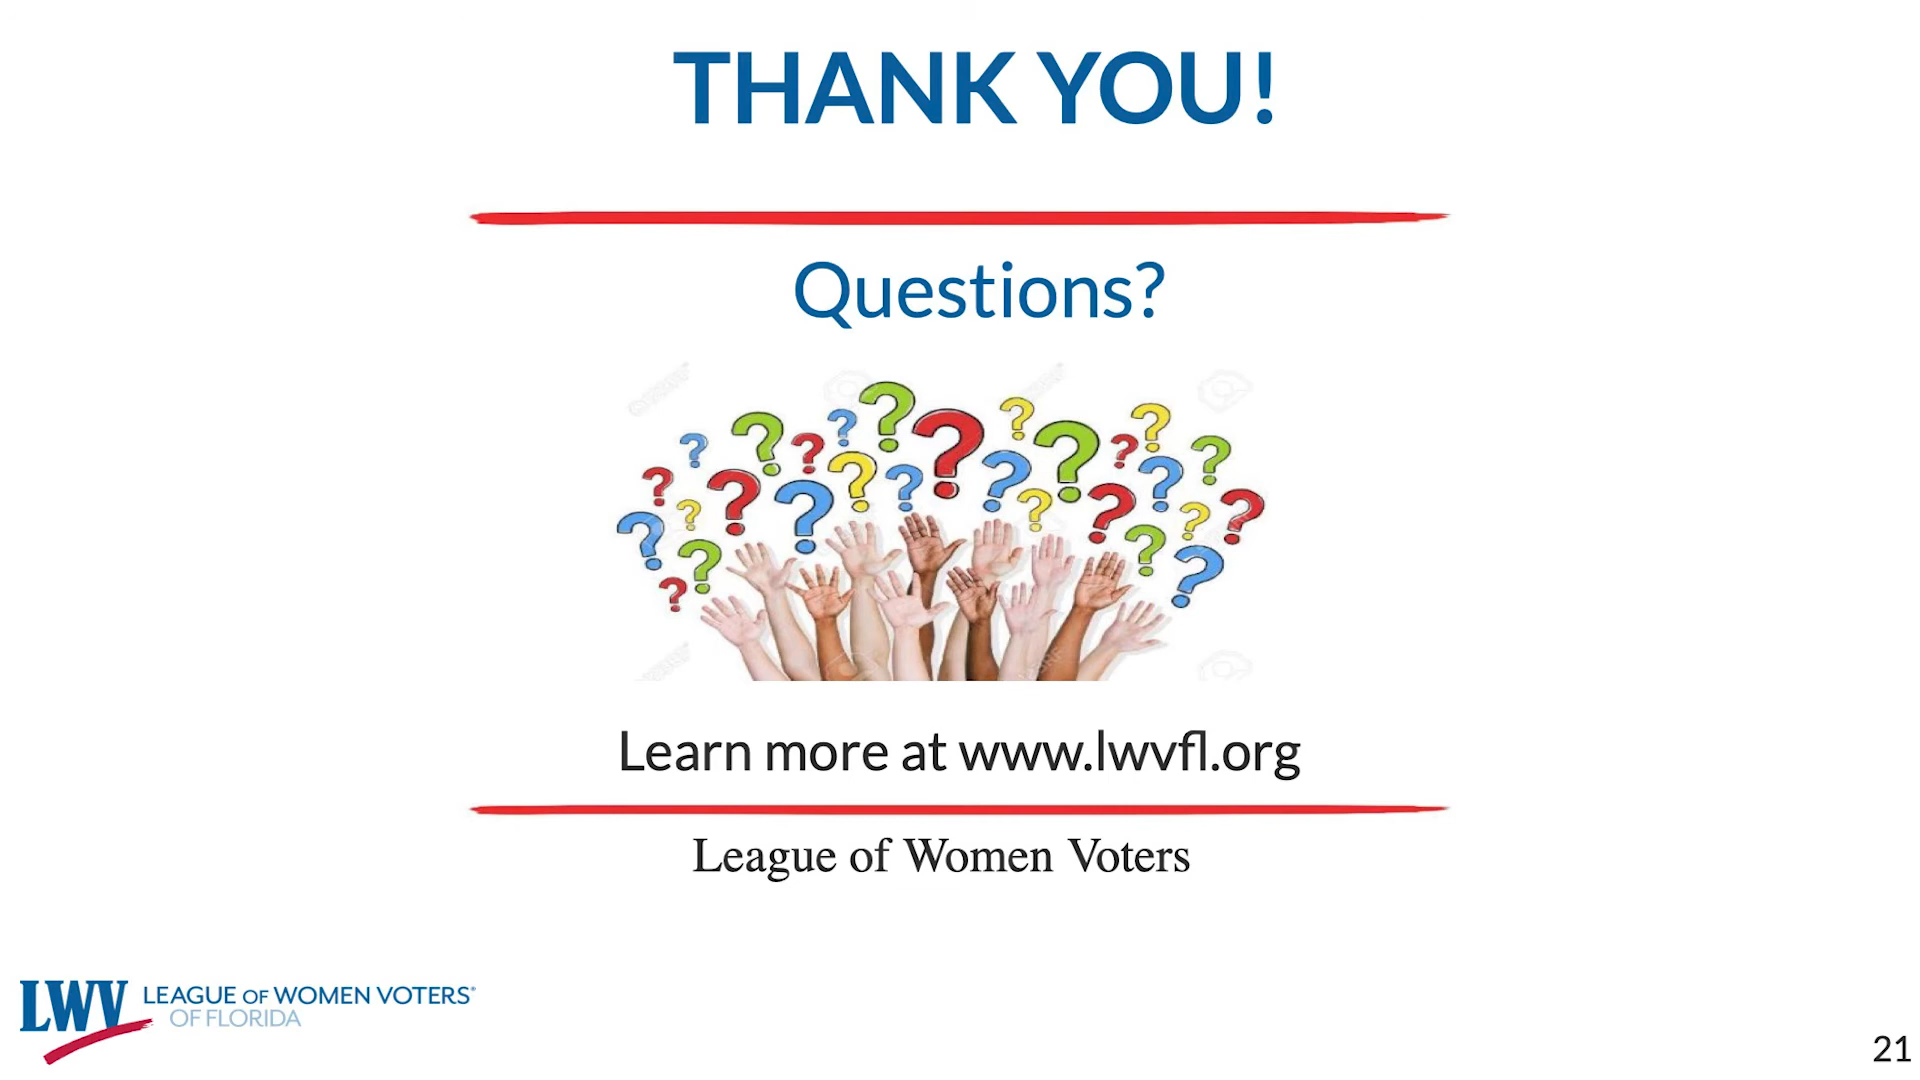 THANK YOU!
Questions?
Learn more at www.lwvfl.org
League of Women Voters
LWV LEAGUE OF WOMEN VOTERS®
OF FLORIDA
21